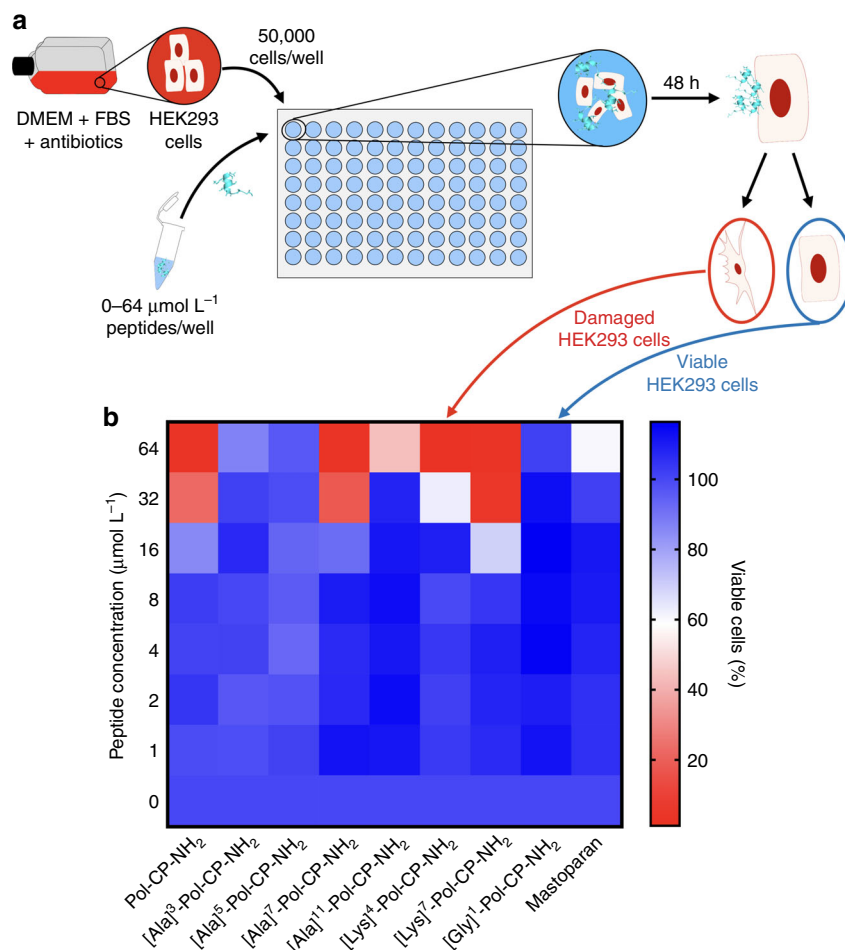 a
50,000
cells/well
DMEM + FBS
+ antibiotics
HEK293
cells
48 h
0–64 μmol L⁻¹
peptides/well
Damaged
HEK293 cells
Viable
HEK293 cells
b
Peptide concentration (μmol L⁻¹)
64
32
16
8
4
2
1
0
Pol-CP-NH₂
[Ala]³-Pol-CP-NH₂
[Ala]⁵-Pol-CP-NH₂
[Ala]⁷-Pol-CP-NH₂
[Ala]¹¹-Pol-CP-NH₂
[Lys]⁴-Pol-CP-NH₂
[Lys]⁷-Pol-CP-NH₂
[Gly]¹-Pol-CP-NH₂
Mastoparan
100
80
60
40
20
Viable cells (%)